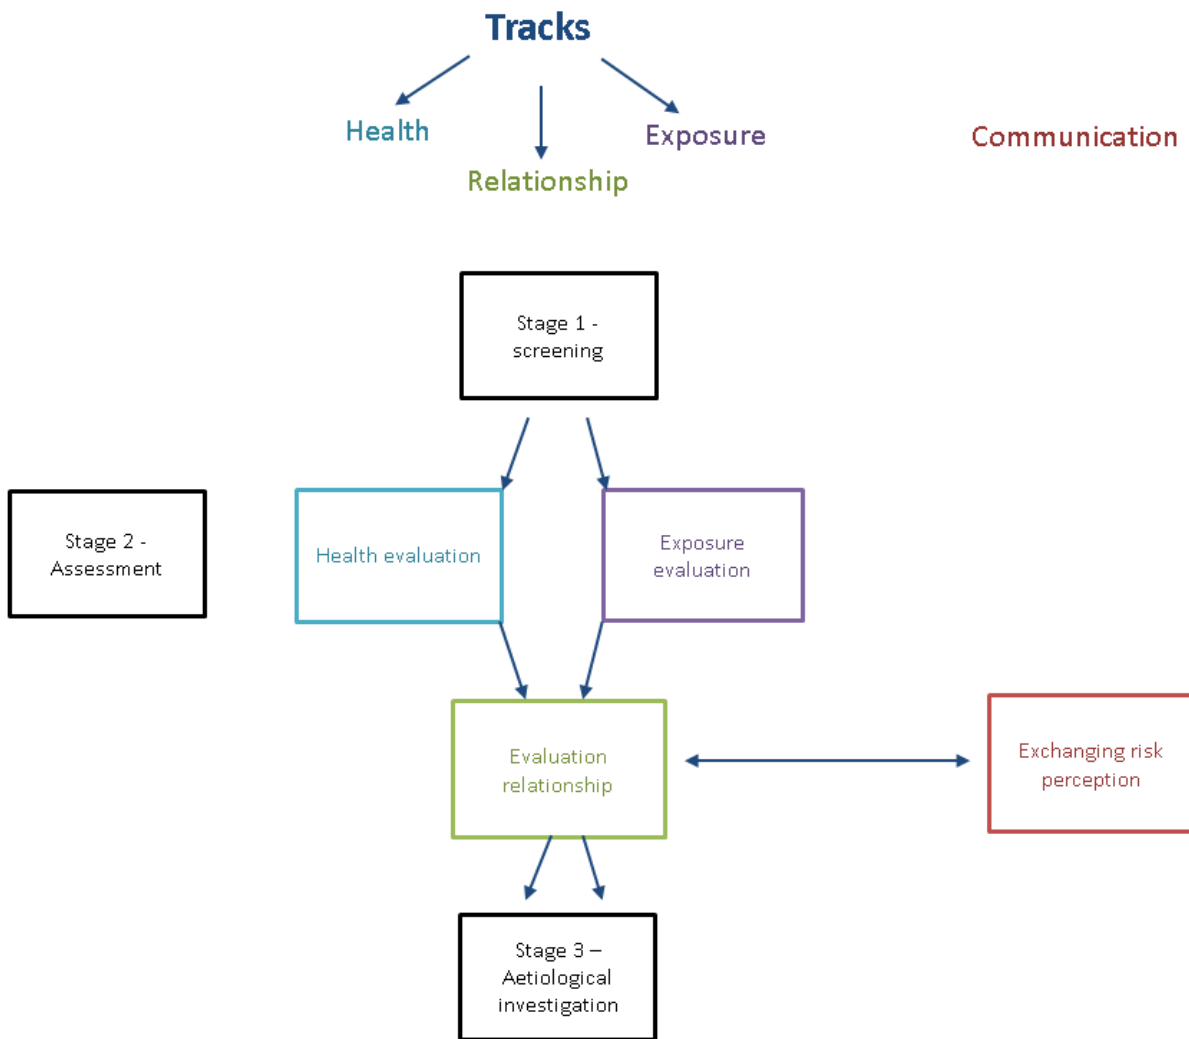 Tracks
Health
Exposure
Communication
Relationship
Stage 1 -
screening
Stage 2 -
Assessment
Health evaluation
Exposure
evaluation
Evaluation
relationship
Exchanging risk
perception
Stage 3 –
Aetiological
investigation